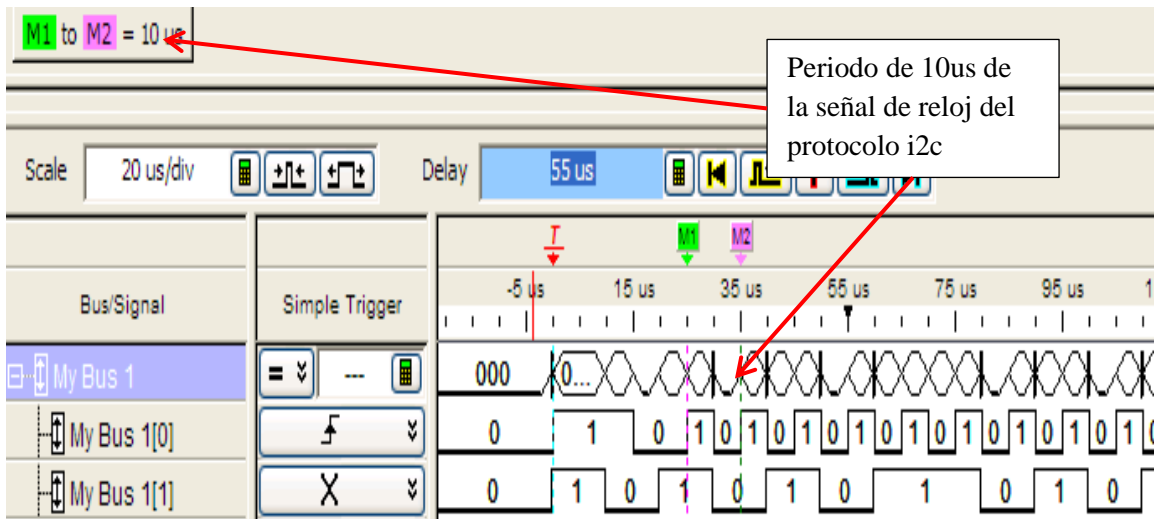 M1 to M2 = 10 us
Periodo de 10us de
la señal de reloj del
protocolo i2c
Scale 20 us/div Delay 55 us
T M1 M2
Bus/Signal Simple Trigger -5 us 15 us 35 us 55 us 75 us 95 us 1
My Bus 1 = --- 000 0...
My Bus 1[0] 0 1 0 1 0 1 0 1 0 1 0 1 0 1 0 1 0 1 0
My Bus 1[1] X 0 1 0 1 0 1 0 1 0 1 0